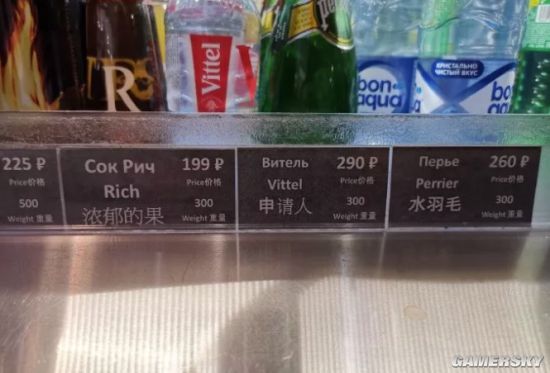 R
Vittel
Vittel
bon
aqua
КРИСТАЛЬНО
ЧИСТЫЙ ВКУС
bon
aqua
225 ₽
Price价格
500
Weight 重量
Сок Рич
Rich
浓郁的果
199 ₽
Price价格
300
Weight 重量
Витель
Vittel
申请人
290 ₽
Price价格
300
Weight 重量
Перье
Perrier
水羽毛
260 ₽
Price价格
300
Weight 重量
GAMERSKY